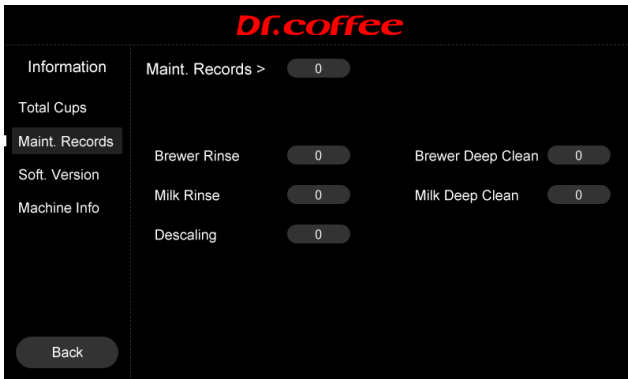 Dr.coffee
Information
Maint. Records > 0
Total Cups
Maint. Records
Brewer Rinse 0 Brewer Deep Clean 0
Soft. Version
Milk Rinse 0 Milk Deep Clean 0
Machine Info
Descaling 0
Back